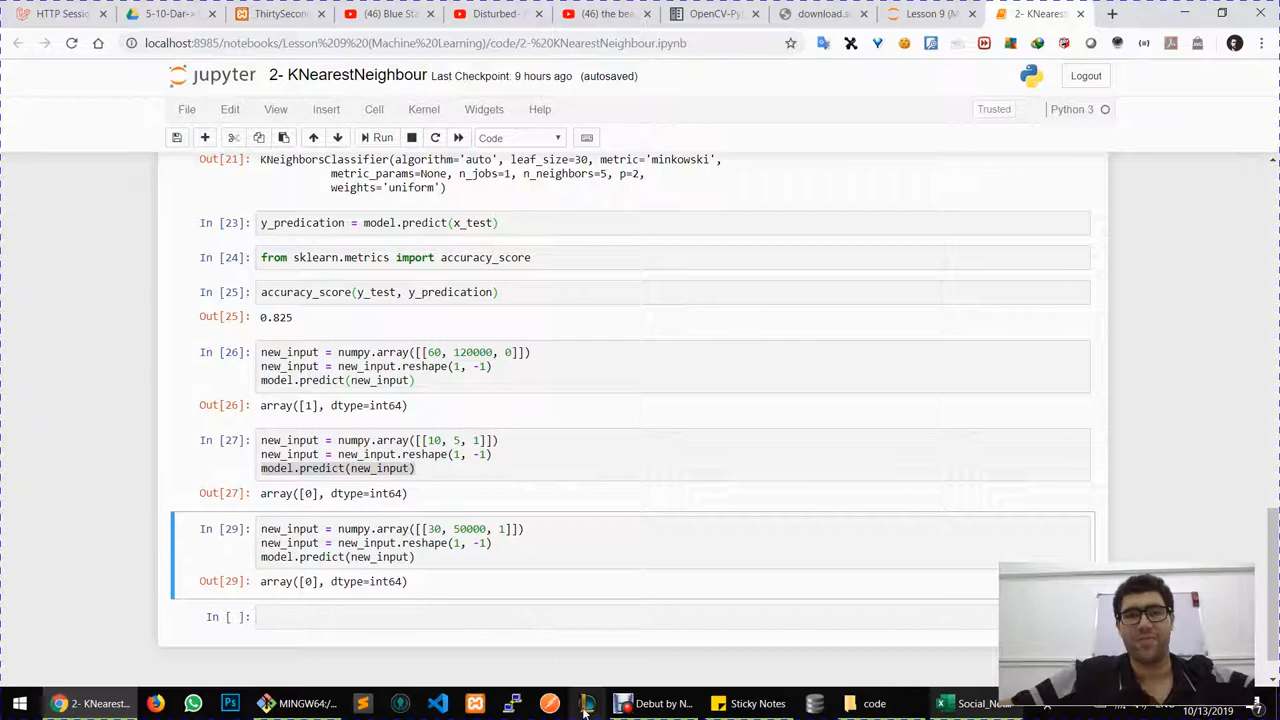 HTTP Sessi
5-10-Dar-
ThirtySecor
(46) Blue S
Disturbed -
(46) the be
OpenCV-Py
download-i
Lesson 9 (M
2- KNearest
localhost:8985/notebooks/Lesson%209%20(Machine%20Learning)/code/2-%20KNearestNeighbour.ipynb
jupyter 2- KNearestNeighbour Last Checkpoint: 9 hours ago (autosaved)
Logout
File Edit View Insert Cell Kernel Widgets Help
Trusted Python 3
Run Code
Out[21]: KNeighborsClassifier(algorithm='auto', leaf_size=30, metric='minkowski',
metric_params=None, n_jobs=1, n_neighbors=5, p=2,
weights='uniform')
In [23]: y_predication = model.predict(x_test)
In [24]: from sklearn.metrics import accuracy_score
In [25]: accuracy_score(y_test, y_predication)
Out[25]: 0.825
In [26]: new_input = numpy.array([[60, 120000, 0]])
new_input = new_input.reshape(1, -1)
model.predict(new_input)
Out[26]: array([1], dtype=int64)
In [27]: new_input = numpy.array([[10, 5, 1]])
new_input = new_input.reshape(1, -1)
model.predict(new_input)
Out[27]: array([0], dtype=int64)
In [29]: new_input = numpy.array([[30, 50000, 1]])
new_input = new_input.reshape(1, -1)
model.predict(new_input)
Out[29]: array([0], dtype=int64)
In [ ]:
2- KNearest...
Debut by N...
Sticky Notes
code
Social_Net
10/13/2019
7